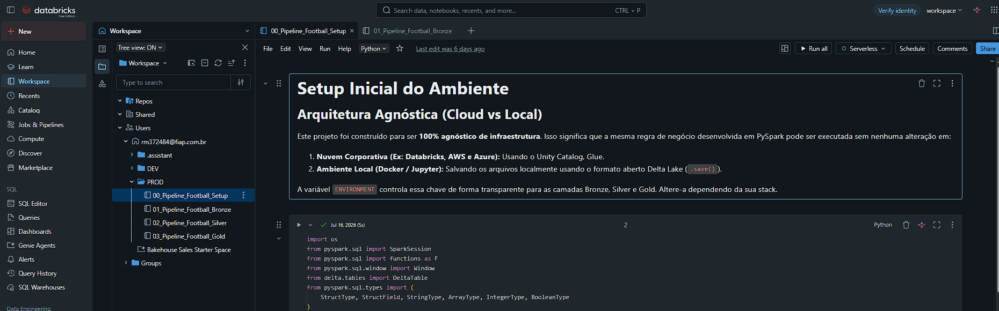 databricks
Free Edition
Search data, notebooks, recents, and more...
CTRL + P
Verify identity
workspace
New
Home
Learn
Workspace
Recents
Catalog
Jobs & Pipelines
Compute
Discover
Marketplace
SQL
SQL Editor
Queries
Dashboards
Genie Agents
Alerts
Query History
SQL Warehouses
Data Engineering
Workspace
Tree view: ON
Workspace
Type to search
Repos
Shared
Users
rm372484@fiap.com.br
.assistant
DEV
PROD
00_Pipeline_Football_Setup
01_Pipeline_Football_Bronze
02_Pipeline_Football_Silver
03_Pipeline_Football_Gold
Bakehouse Sales Starter Space
Groups
00_Pipeline_Football_Setup
01_Pipeline_Football_Bronze
File Edit View Run Help Python Last edit was 6 days ago
Run all
Serverless
Schedule
Comments
Share
Setup Inicial do Ambiente
Arquitetura Agnóstica (Cloud vs Local)
Este projeto foi construído para ser 100% agnóstico de infraestrutura. Isso significa que a mesma regra de negócio desenvolvida em PySpark pode ser executada sem nenhuma alteração em:
1. Nuvem Corporativa (Ex: Databricks, AWS e Azure): Usando o Unity Catalog, Glue.
2. Ambiente Local (Docker / Jupyter): Salvando os arquivos localmente usando o formato aberto Delta Lake (.save()).
A variável ENVIRONMENT controla essa chave de forma transparente para as camadas Bronze, Silver e Gold. Altere-a dependendo da sua stack.
Jul 16, 2026 (5s)
2
Python
import os
from pyspark.sql import SparkSession
from pyspark.sql import functions as F
from pyspark.sql.window import Window
from delta.tables import DeltaTable
from pyspark.sql.types import (
StructType, StructField, StringType, ArrayType, IntegerType, BooleanType
)